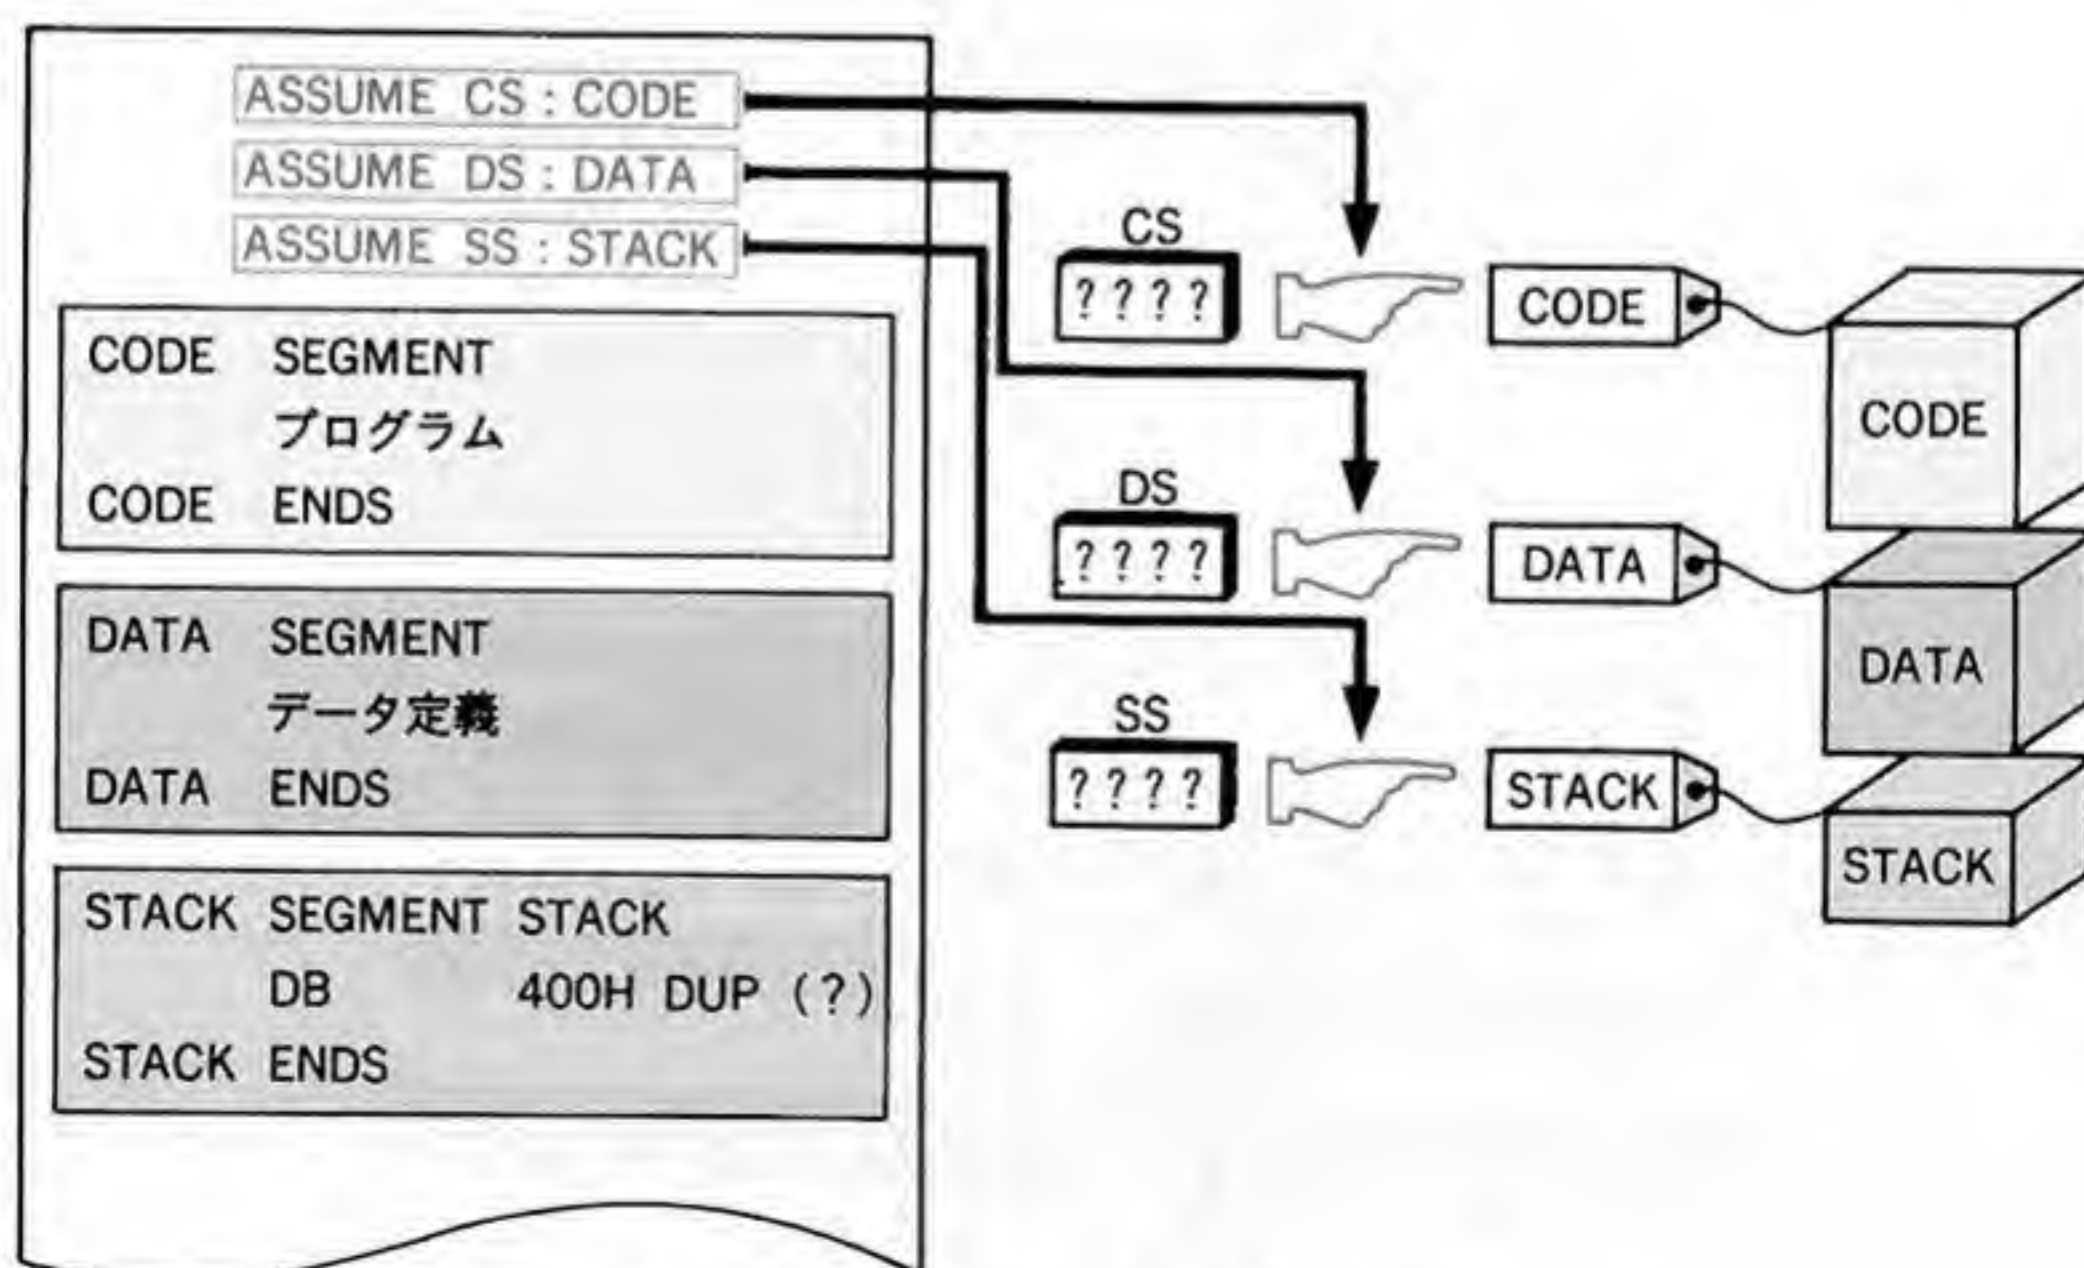 ASSUME CS : CODE
ASSUME DS : DATA
ASSUME SS : STACK
CODE SEGMENT
プログラム
CODE ENDS
DATA SEGMENT
データ定義
DATA ENDS
STACK SEGMENT STACK
DB 400H DUP (?)
STACK ENDS
CS
? ? ? ?
CODE
CODE
DS
? ? ? ?
DATA
DATA
SS
? ? ? ?
STACK
STACK